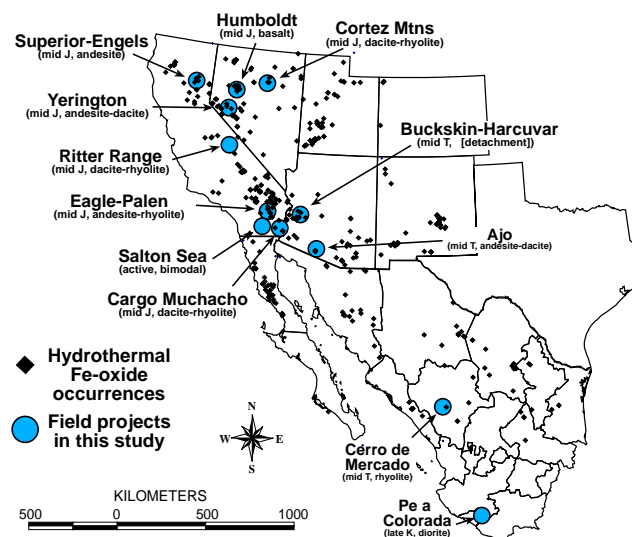 Humboldt
(mid J, basalt)
Cortez Mtns
(mid J, dacite-rhyolite)
Superior-Engels
(mid J, andesite)
Yerington
(mid J, andesite-dacite)
Buckskin-Harcuvar
(mid T, [detachment])
Ritter Range
(mid J, dacite-rhyolite)
Eagle-Palen
(mid J, andesite-rhyolite)
Ajo
(mid T, andesite-dacite)
Salton Sea
(active, bimodal)
Cargo Muchacho
(mid J, dacite-rhyolite)
Hydrothermal
Fe-oxide
occurrences
Field projects
in this study
N
W E
S
Cerro de
Mercado
(mid T, rhyolite)
KILOMETERS
500 0 500 1000
Pe a
Colorada
(late K, diorite)